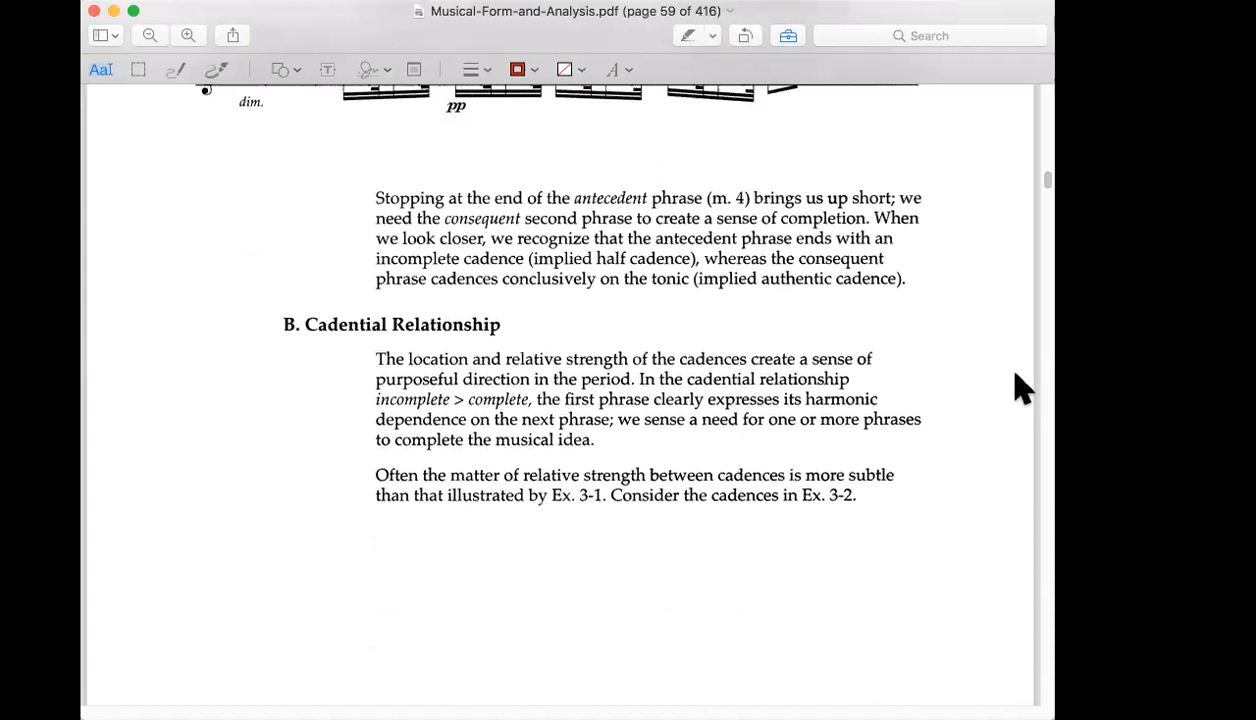 Musical-Form-and-Analysis.pdf (page 59 of 416)
Search
AaI
T
A
dim.
pp
Stopping at the end of the antecedent phrase (m. 4) brings us up short; we
need the consequent second phrase to create a sense of completion. When
we look closer, we recognize that the antecedent phrase ends with an
incomplete cadence (implied half cadence), whereas the consequent
phrase cadences conclusively on the tonic (implied authentic cadence).
B. Cadential Relationship
The location and relative strength of the cadences create a sense of
purposeful direction in the period. In the cadential relationship
incomplete > complete, the first phrase clearly expresses its harmonic
dependence on the next phrase; we sense a need for one or more phrases
to complete the musical idea.
Often the matter of relative strength between cadences is more subtle
than that illustrated by Ex. 3-1. Consider the cadences in Ex. 3-2.